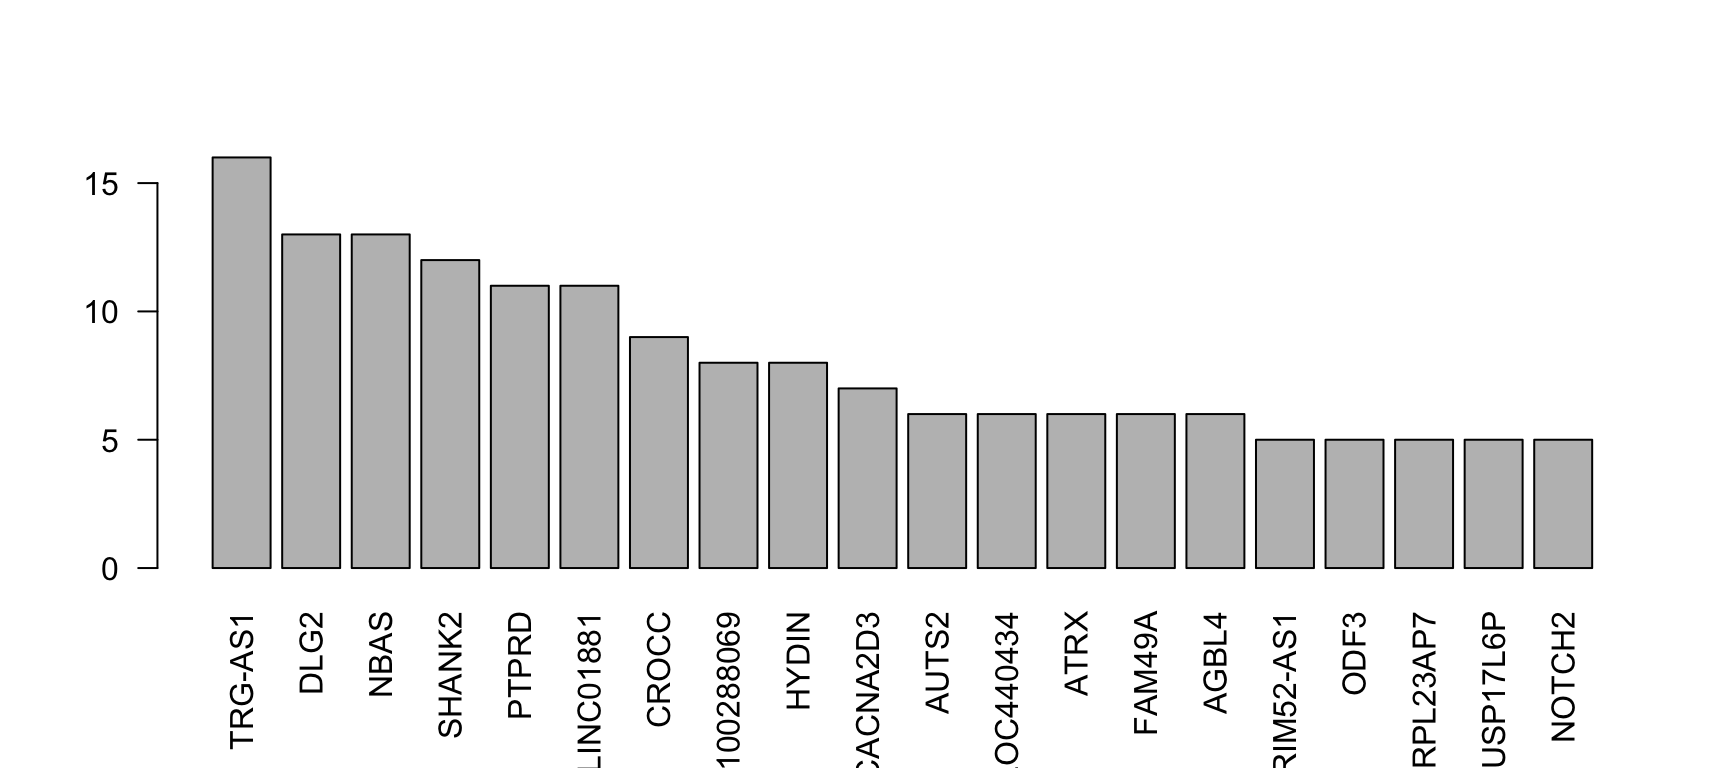 15
10
5
0
TRG-AS1
DLG2
NBAS
SHANK2
PTPRD
LINC01881
CROCC
100288069
HYDIN
CACNA2D3
AUTS2
OC440434
ATRX
FAM49A
AGBL4
RIM52-AS1
ODF3
RPL23AP7
USP17L6P
NOTCH2